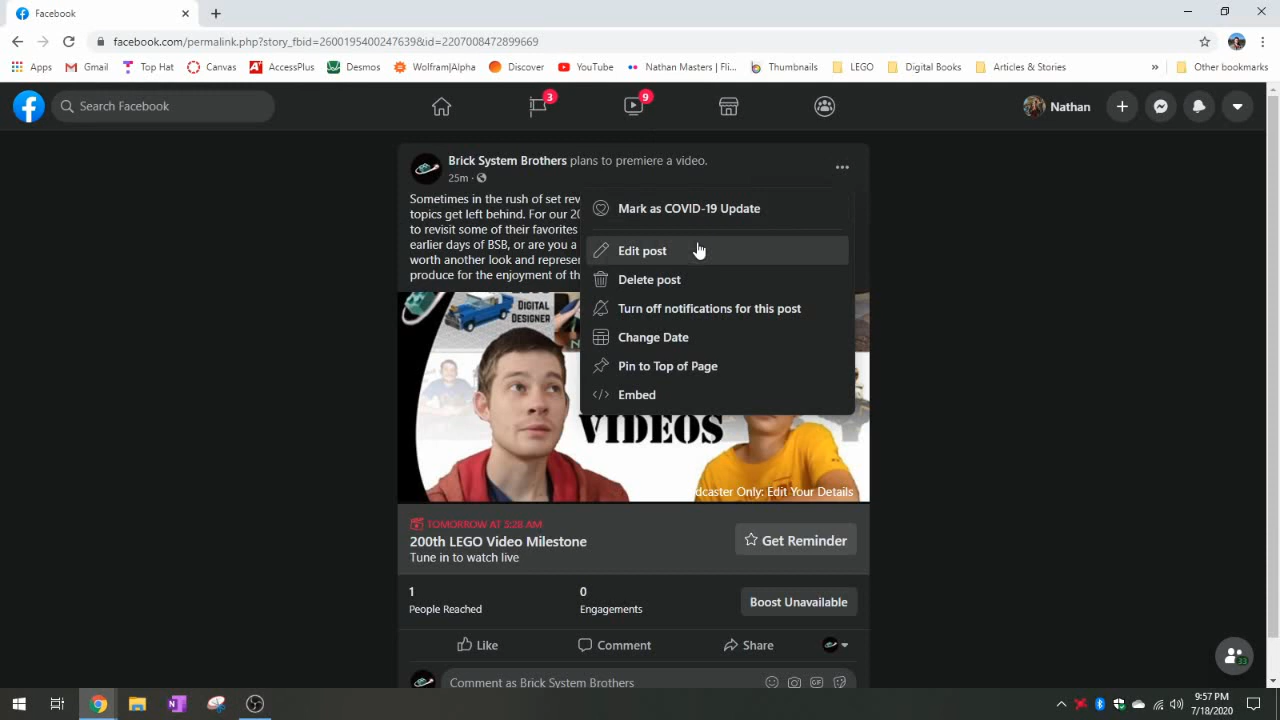 Facebook
facebook.com/permalink.php?story_fbid=2600195400247639&id=2207008472899669
Apps Gmail Top Hat Canvas AccessPlus Desmos Wolfram|Alpha Discover YouTube Nathan Masters | Fli... Thumbnails LEGO Digital Books Articles & Stories » Other bookmarks
Search Facebook 3 9 Nathan
Brick System Brothers plans to premiere a video.
25m ·
Sometimes in the rush of set rev
topics get left behind. For our 20
to revisit some of their favorites
earlier days of BSB, or are you a
worth another look and represen
produce for the enjoyment of th
Mark as COVID-19 Update
Edit post
Delete post
Turn off notifications for this post
Change Date
Pin to Top of Page
Embed
DIGITAL
DESIGNER
VIDEOS
dcaster Only: Edit Your Details
TOMORROW AT 5:28 AM
200th LEGO Video Milestone
Tune in to watch live
Get Reminder
1
People Reached
0
Engagements
Boost Unavailable
Like Comment Share
Comment as Brick System Brothers
GIF
33
9:57 PM
7/18/2020